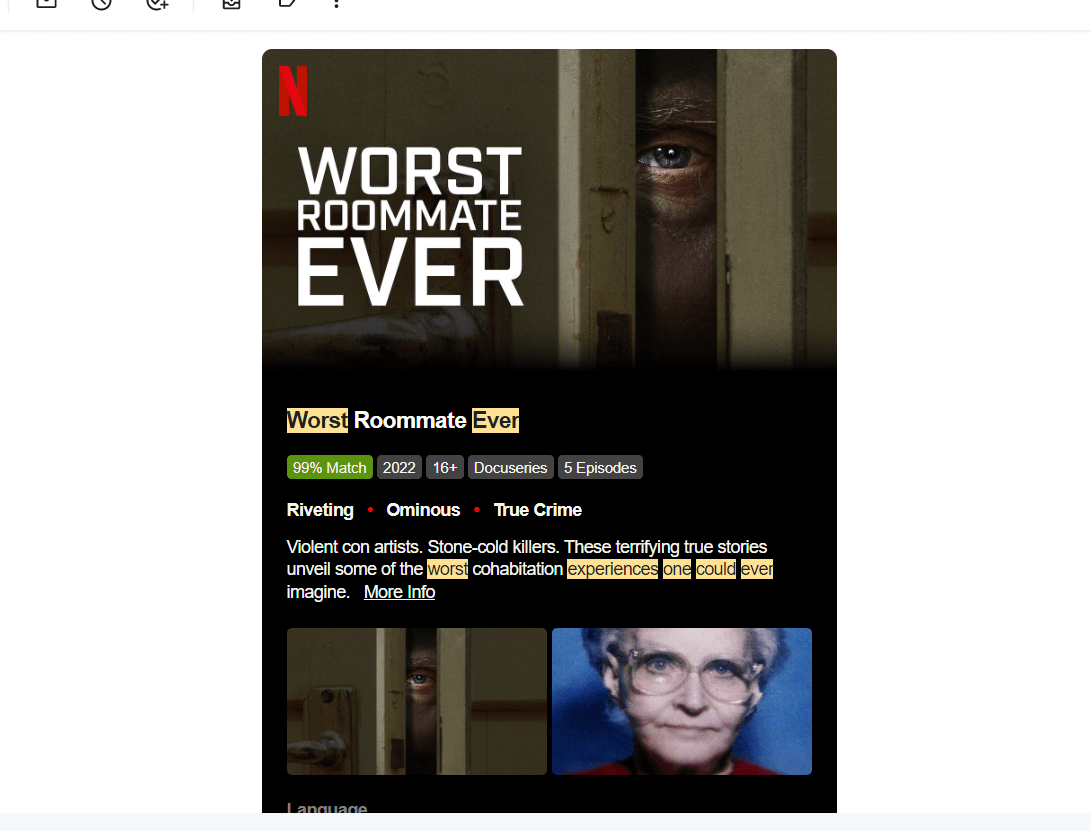 N
WORST
ROOMMATE
EVER
Worst Roommate Ever
99% Match 2022 16+ Docuseries 5 Episodes
Riveting • Ominous • True Crime
Violent con artists. Stone-cold killers. These terrifying true stories
unveil some of the worst cohabitation experiences one could ever
imagine. More Info
Language